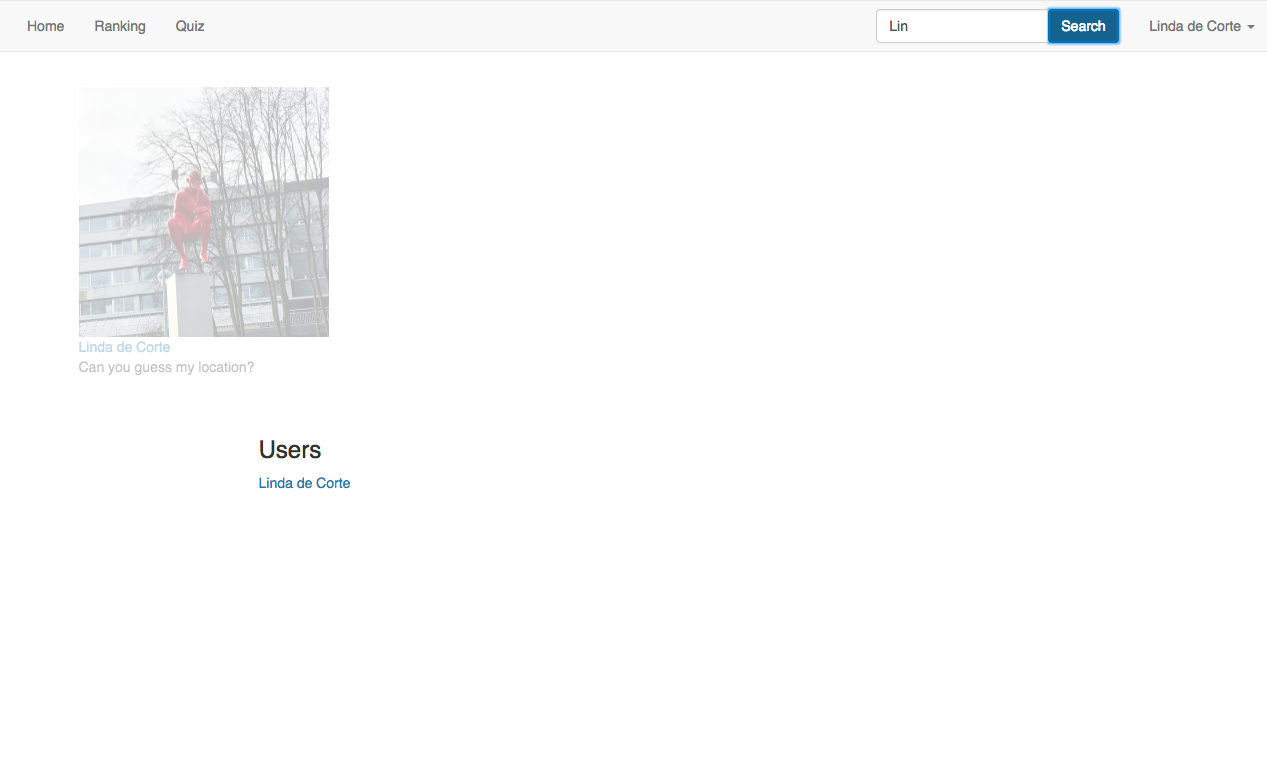 Home Ranking Quiz Lin Search Linda de Corte
Linda de Corte
Can you guess my location?
Users
Linda de Corte